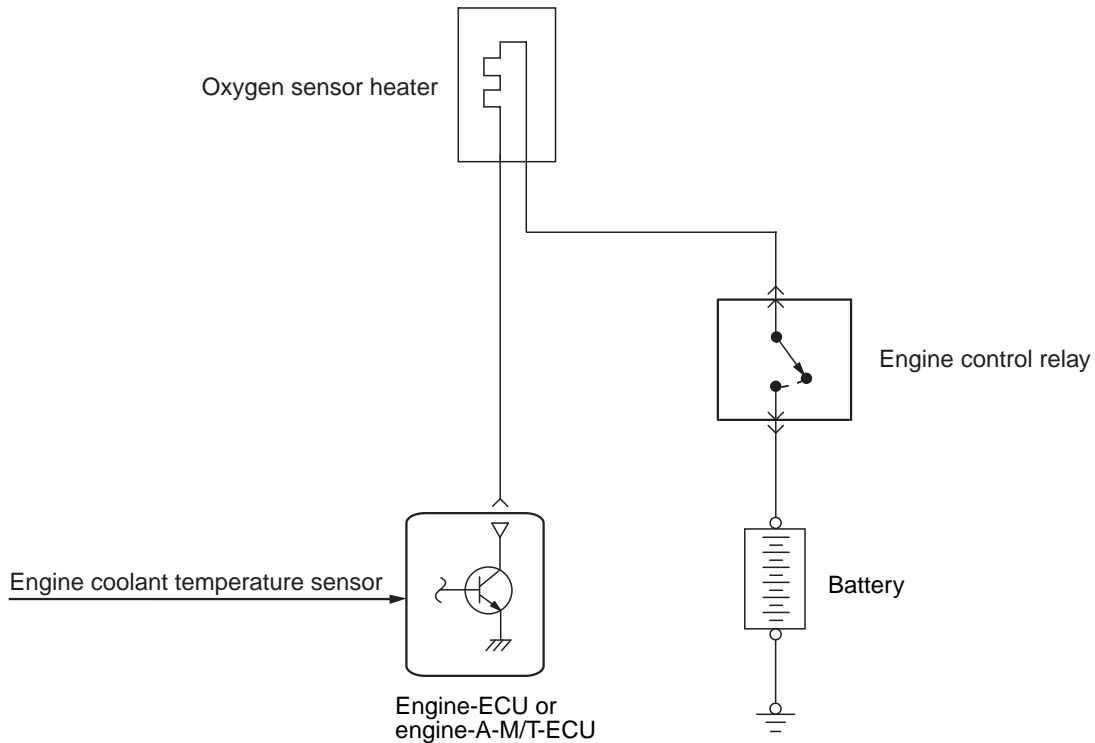 Oxygen sensor heater
Engine control relay
Engine coolant temperature sensor
Battery
Engine-ECU or
engine-A-M/T-ECU